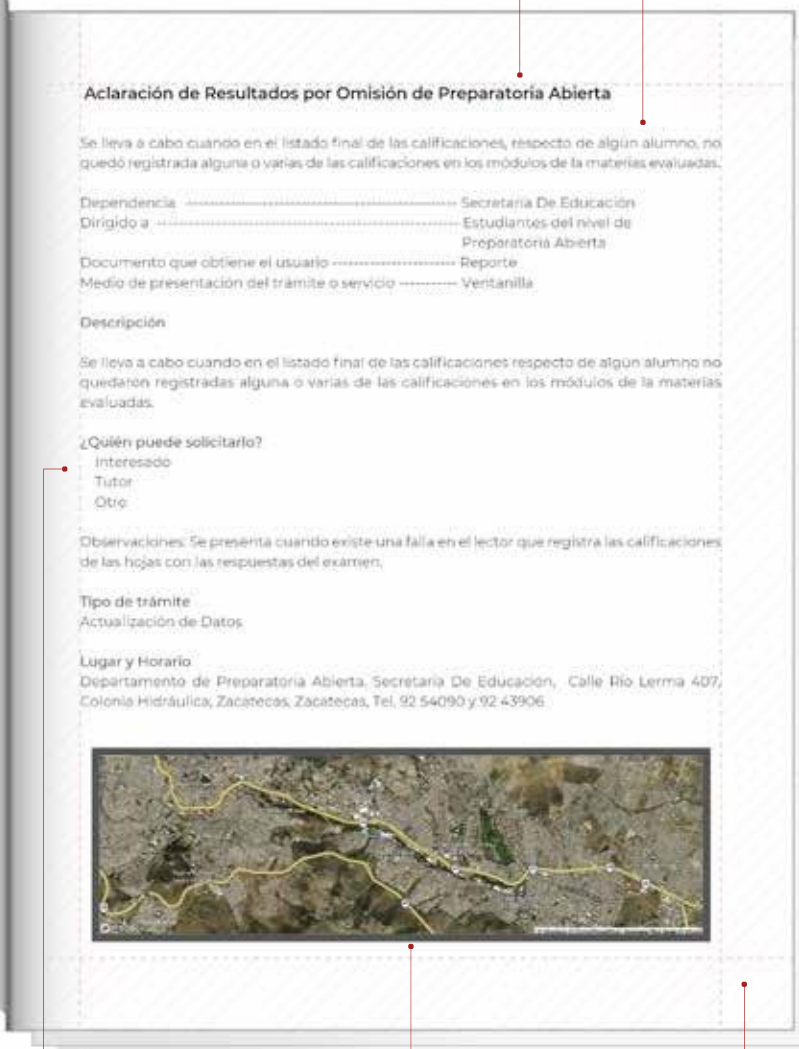 Aclaración de Resultados por Omisión de Preparatoria Abierta
Se lleva a cabo cuando en el listado final de las calificaciones, respecto de algún alumno, no
quedó registrada alguna o varias de las calificaciones en los módulos de la materias evaluadas.
Dependencia ------------------------------------------------ Secretaria De Educación
Dirigido a ------------------------------------------------------ Estudiantes del nivel de
Preparatoria Abierta
Documento que obtiene el usuario ---------------------- Reporte
Medio de presentación del trámite o servicio ---------- Ventanilla
Descripción
Se lleva a cabo cuando en el listado final de las calificaciones respecto de algún alumno no
quedaron registradas alguna o varias de las calificaciones en los módulos de la materias
evaluadas.
¿Quién puede solicitarlo?
Interesado
Tutor
Otro
Observaciones: Se presenta cuando existe una falla en el lector que registra las calificaciones
de las hojas con las respuestas del examen.
Tipo de trámite
Actualización de Datos
Lugar y Horario
Departamento de Preparatoria Abierta. Secretaria De Educación, Calle Río Lerma 407,
Colonia Hidráulica, Zacatecas, Zacatecas, Tel. 92 54090 y 92 43906